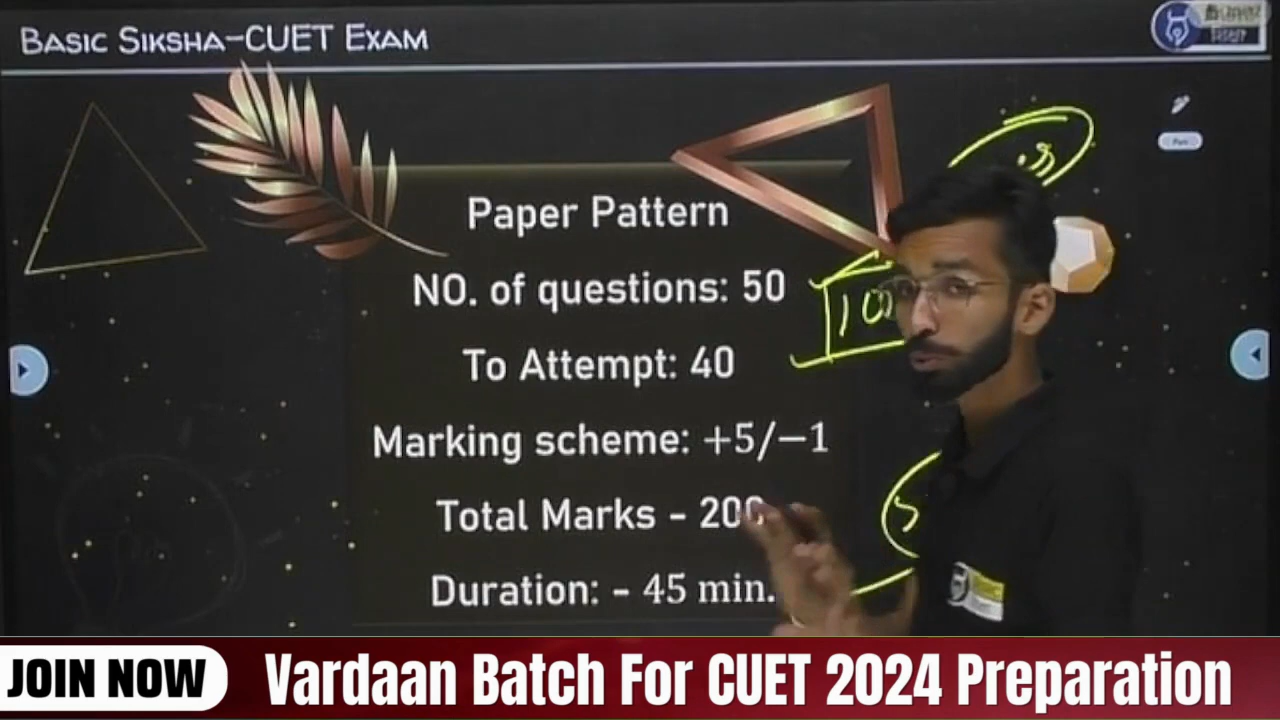 BASIC SIKSHA-CUET EXAM
Pen
Paper Pattern
NO. of questions: 50
To Attempt: 40
Marking scheme: +5/−1
Total Marks - 200
Duration: - 45 min.
JOIN NOW Vardaan Batch For CUET 2024 Preparation